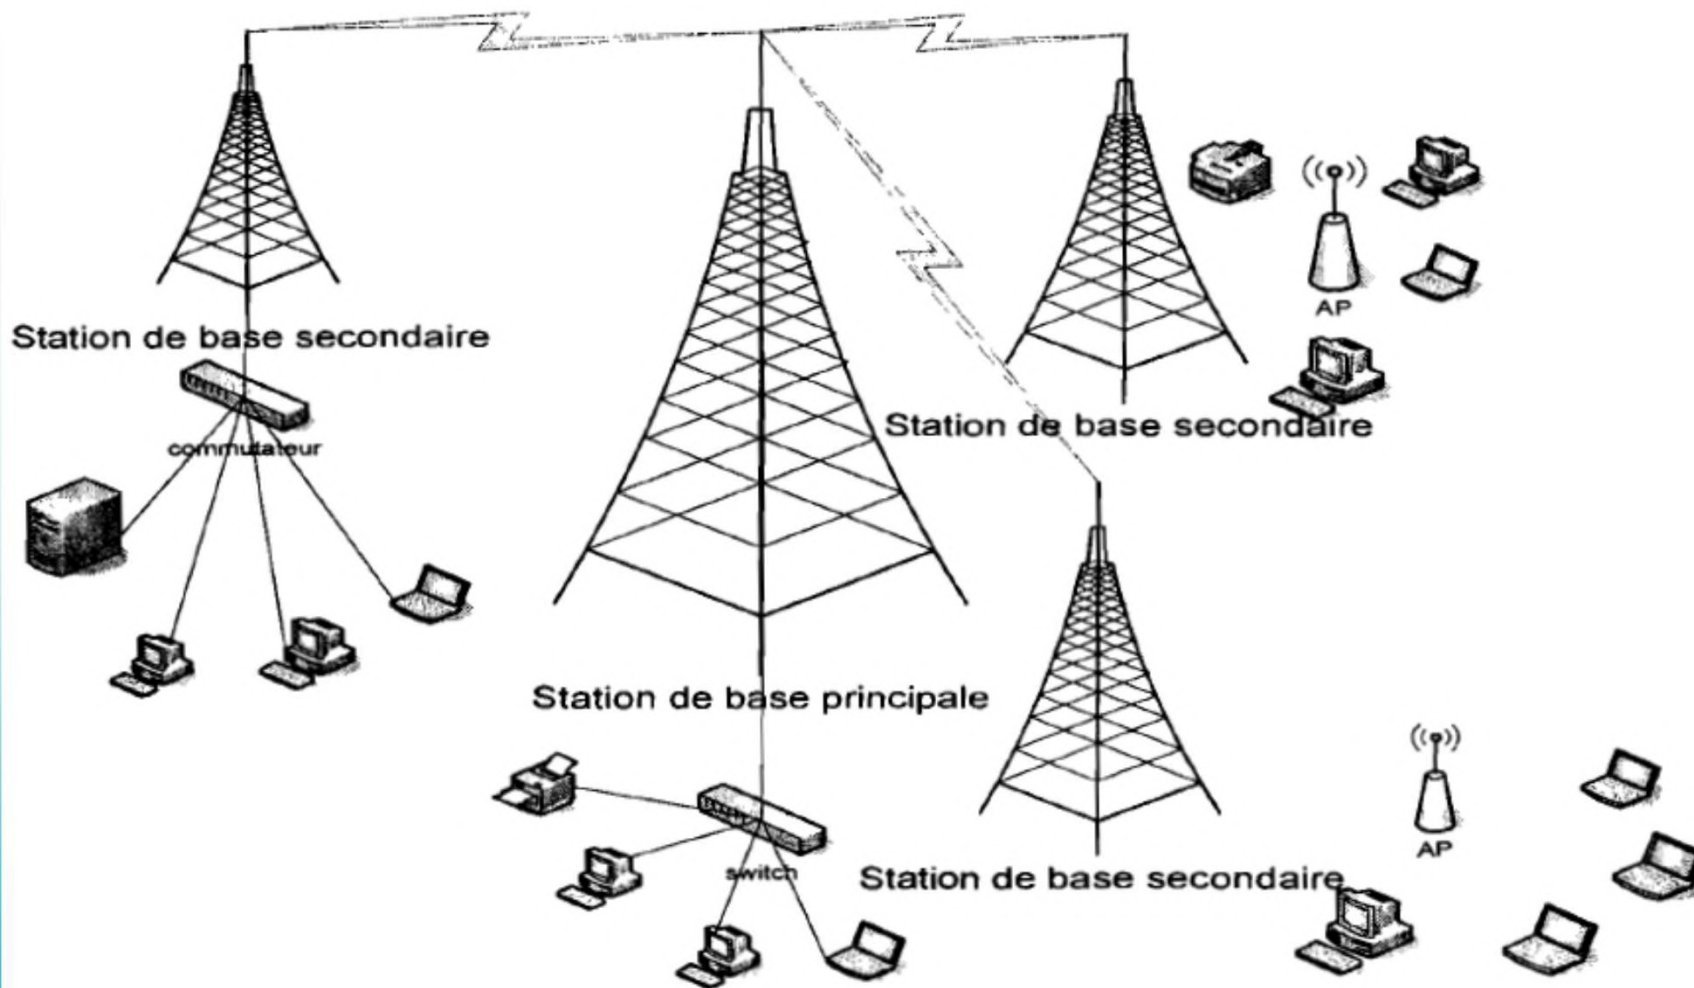 AP
Station de base secondaire
commutateur
Station de base secondaire
Station de base principale
AP
switch
Station de base secondaire